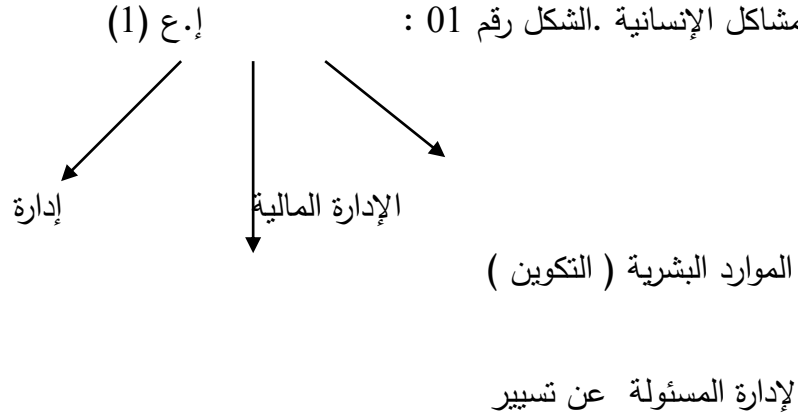 مشاكل الإنسانية .الشكل رقم 01 : إ.ع (1)
الإدارة المالية إدارة
الموارد البشرية ( التكوين )
لإدارة المسئولة عن تسيير